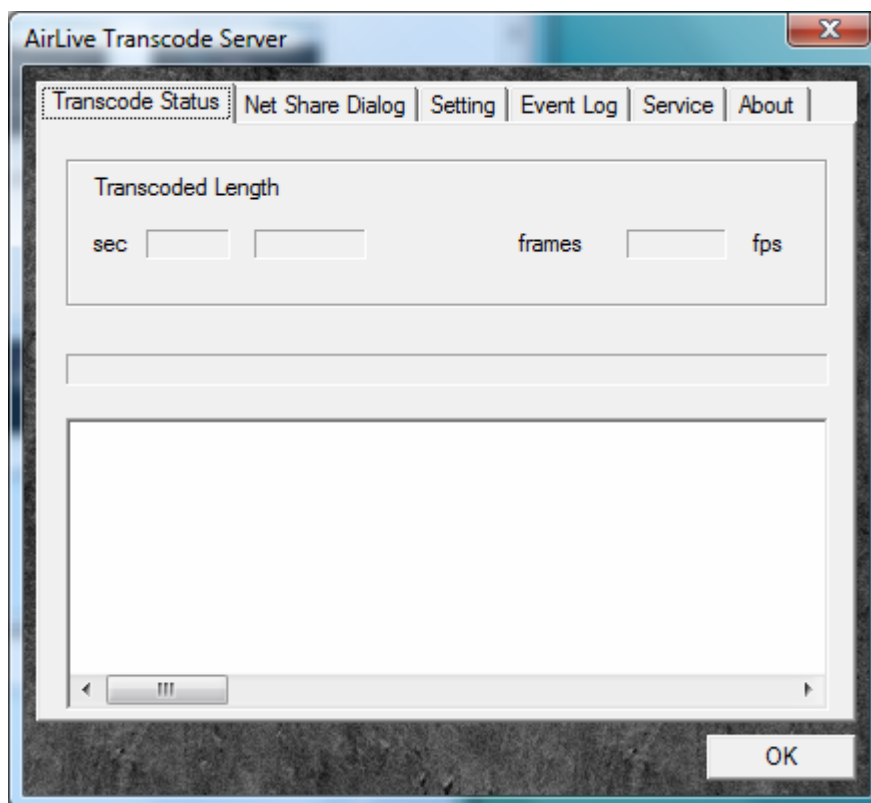 AirLive Transcode Server
Transcode Status Net Share Dialog Setting Event Log Service About
Transcoded Length
sec frames fps
OK